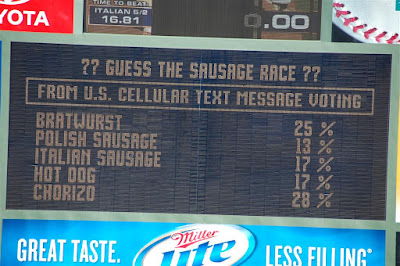 TOYOTA
TIME TO BEAT
ITALIAN 5/2
16.81
0.00
?? GUESS THE SAUSAGE RACE ??
FROM U.S. CELLULAR TEXT MESSAGE VOTING
BRATWURST 25 %
POLISH SAUSAGE 13 %
ITALIAN SAUSAGE 17 %
HOT DOG 17 %
CHORIZO 28 %
GREAT TASTE. Miller Lite LESS FILLING.